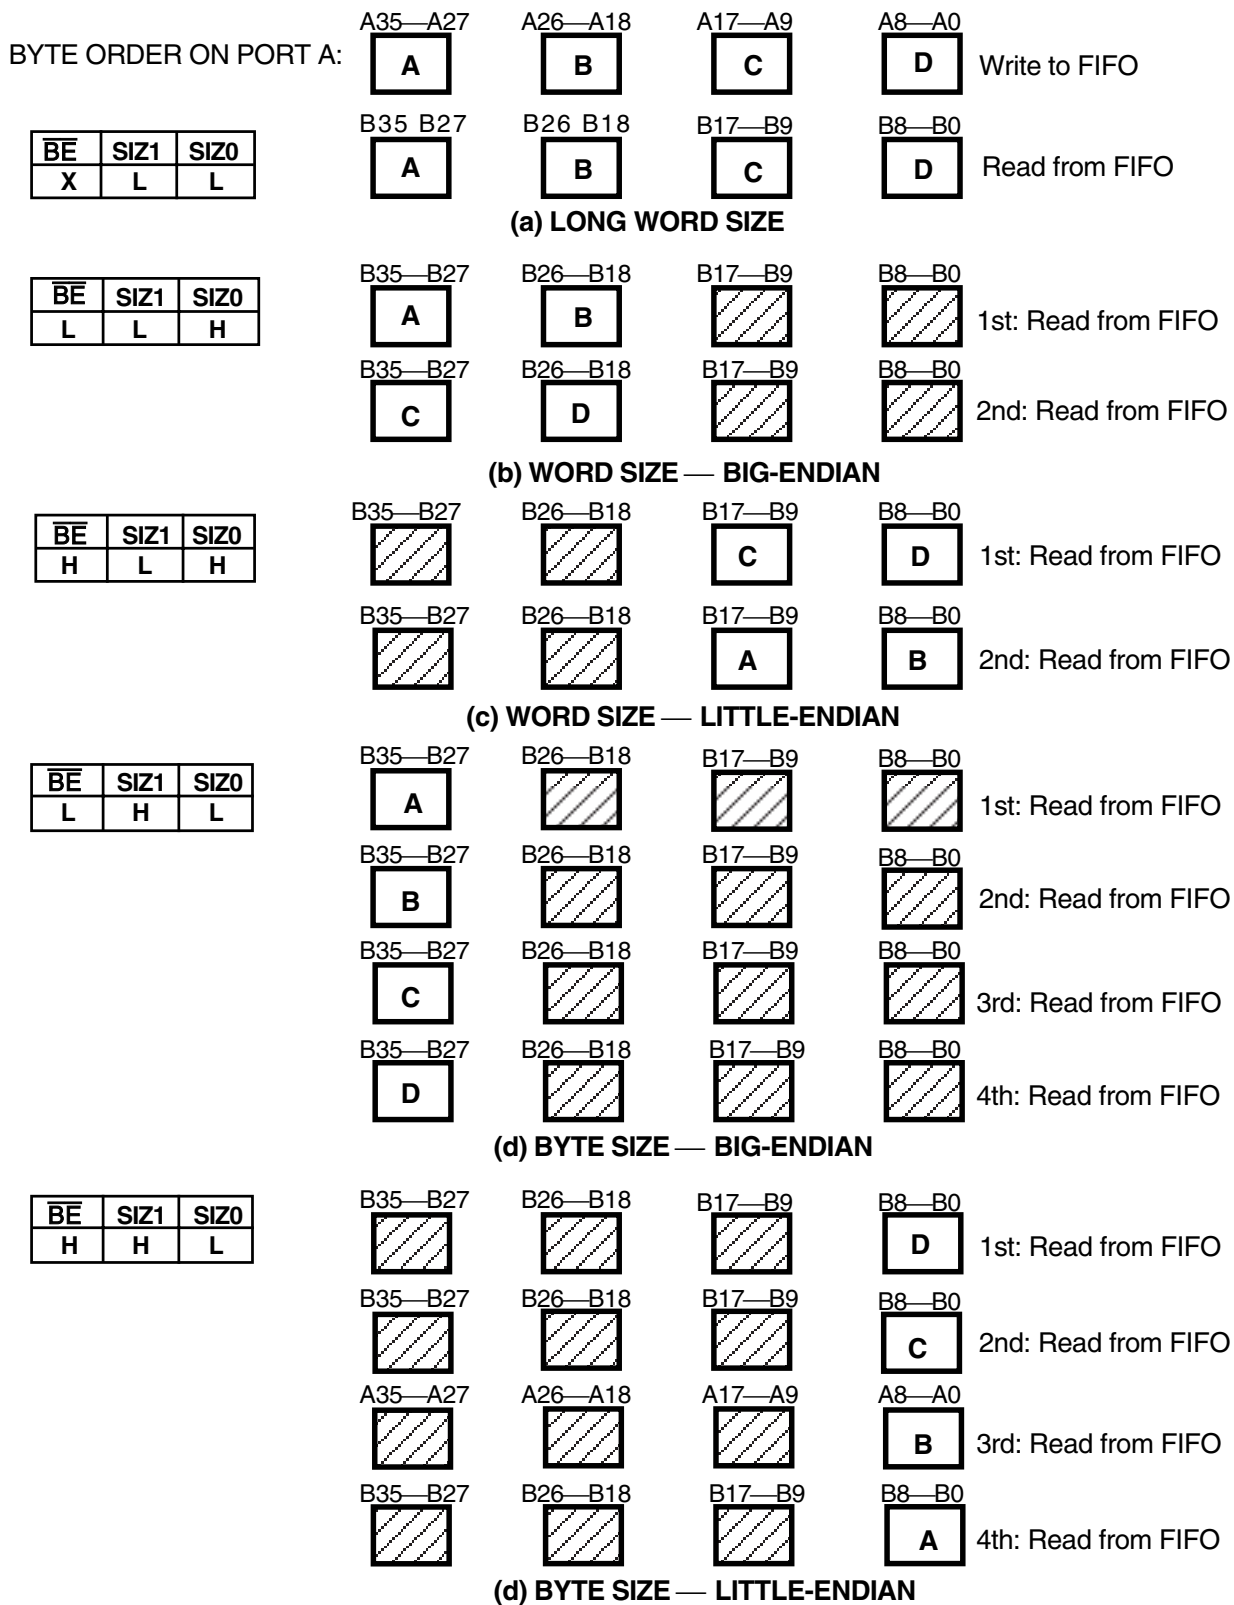 A35—A27 A26—A18 A17—A9 A8—A0
BYTE ORDER ON PORT A: A B C D Write to FIFO
B35 B27 B26 B18 B17—B9 B8—B0
BE SIZ1 SIZ0
X L L
A B C D Read from FIFO
(a) LONG WORD SIZE
B35—B27 B26—B18 B17—B9 B8—B0
BE SIZ1 SIZ0
L L H
A B 1st: Read from FIFO
B35—B27 B26—B18 B17—B9 B8—B0
C D 2nd: Read from FIFO
(b) WORD SIZE — BIG-ENDIAN
B35—B27 B26—B18 B17—B9 B8—B0
BE SIZ1 SIZ0
H L H
C D 1st: Read from FIFO
B35—B27 B26—B18 B17—B9 B8—B0
A B 2nd: Read from FIFO
(c) WORD SIZE — LITTLE-ENDIAN
B35—B27 B26—B18 B17—B9 B8—B0
BE SIZ1 SIZ0
L H L
A 1st: Read from FIFO
B35—B27 B26—B18 B17—B9 B8—B0
B 2nd: Read from FIFO
B35—B27 B26—B18 B17—B9 B8—B0
C 3rd: Read from FIFO
B35—B27 B26—B18 B17—B9 B8—B0
D 4th: Read from FIFO
(d) BYTE SIZE — BIG-ENDIAN
B35—B27 B26—B18 B17—B9 B8—B0
BE SIZ1 SIZ0
H H L
D 1st: Read from FIFO
B35—B27 B26—B18 B17—B9 B8—B0
C 2nd: Read from FIFO
A35—A27 A26—A18 A17—A9 A8—A0
B 3rd: Read from FIFO
B35—B27 B26—B18 B17—B9 B8—B0
A 4th: Read from FIFO
(d) BYTE SIZE — LITTLE-ENDIAN